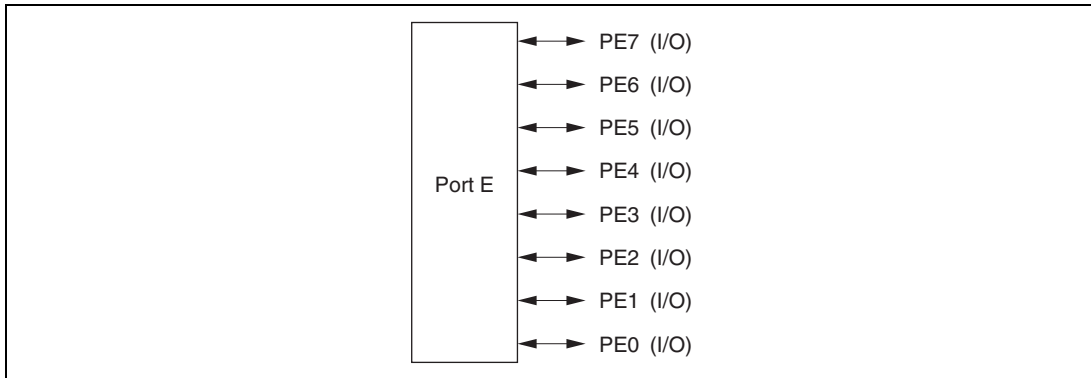 PE7 (I/O)
PE6 (I/O)
PE5 (I/O)
PE4 (I/O)
Port E
PE3 (I/O)
PE2 (I/O)
PE1 (I/O)
PE0 (I/O)